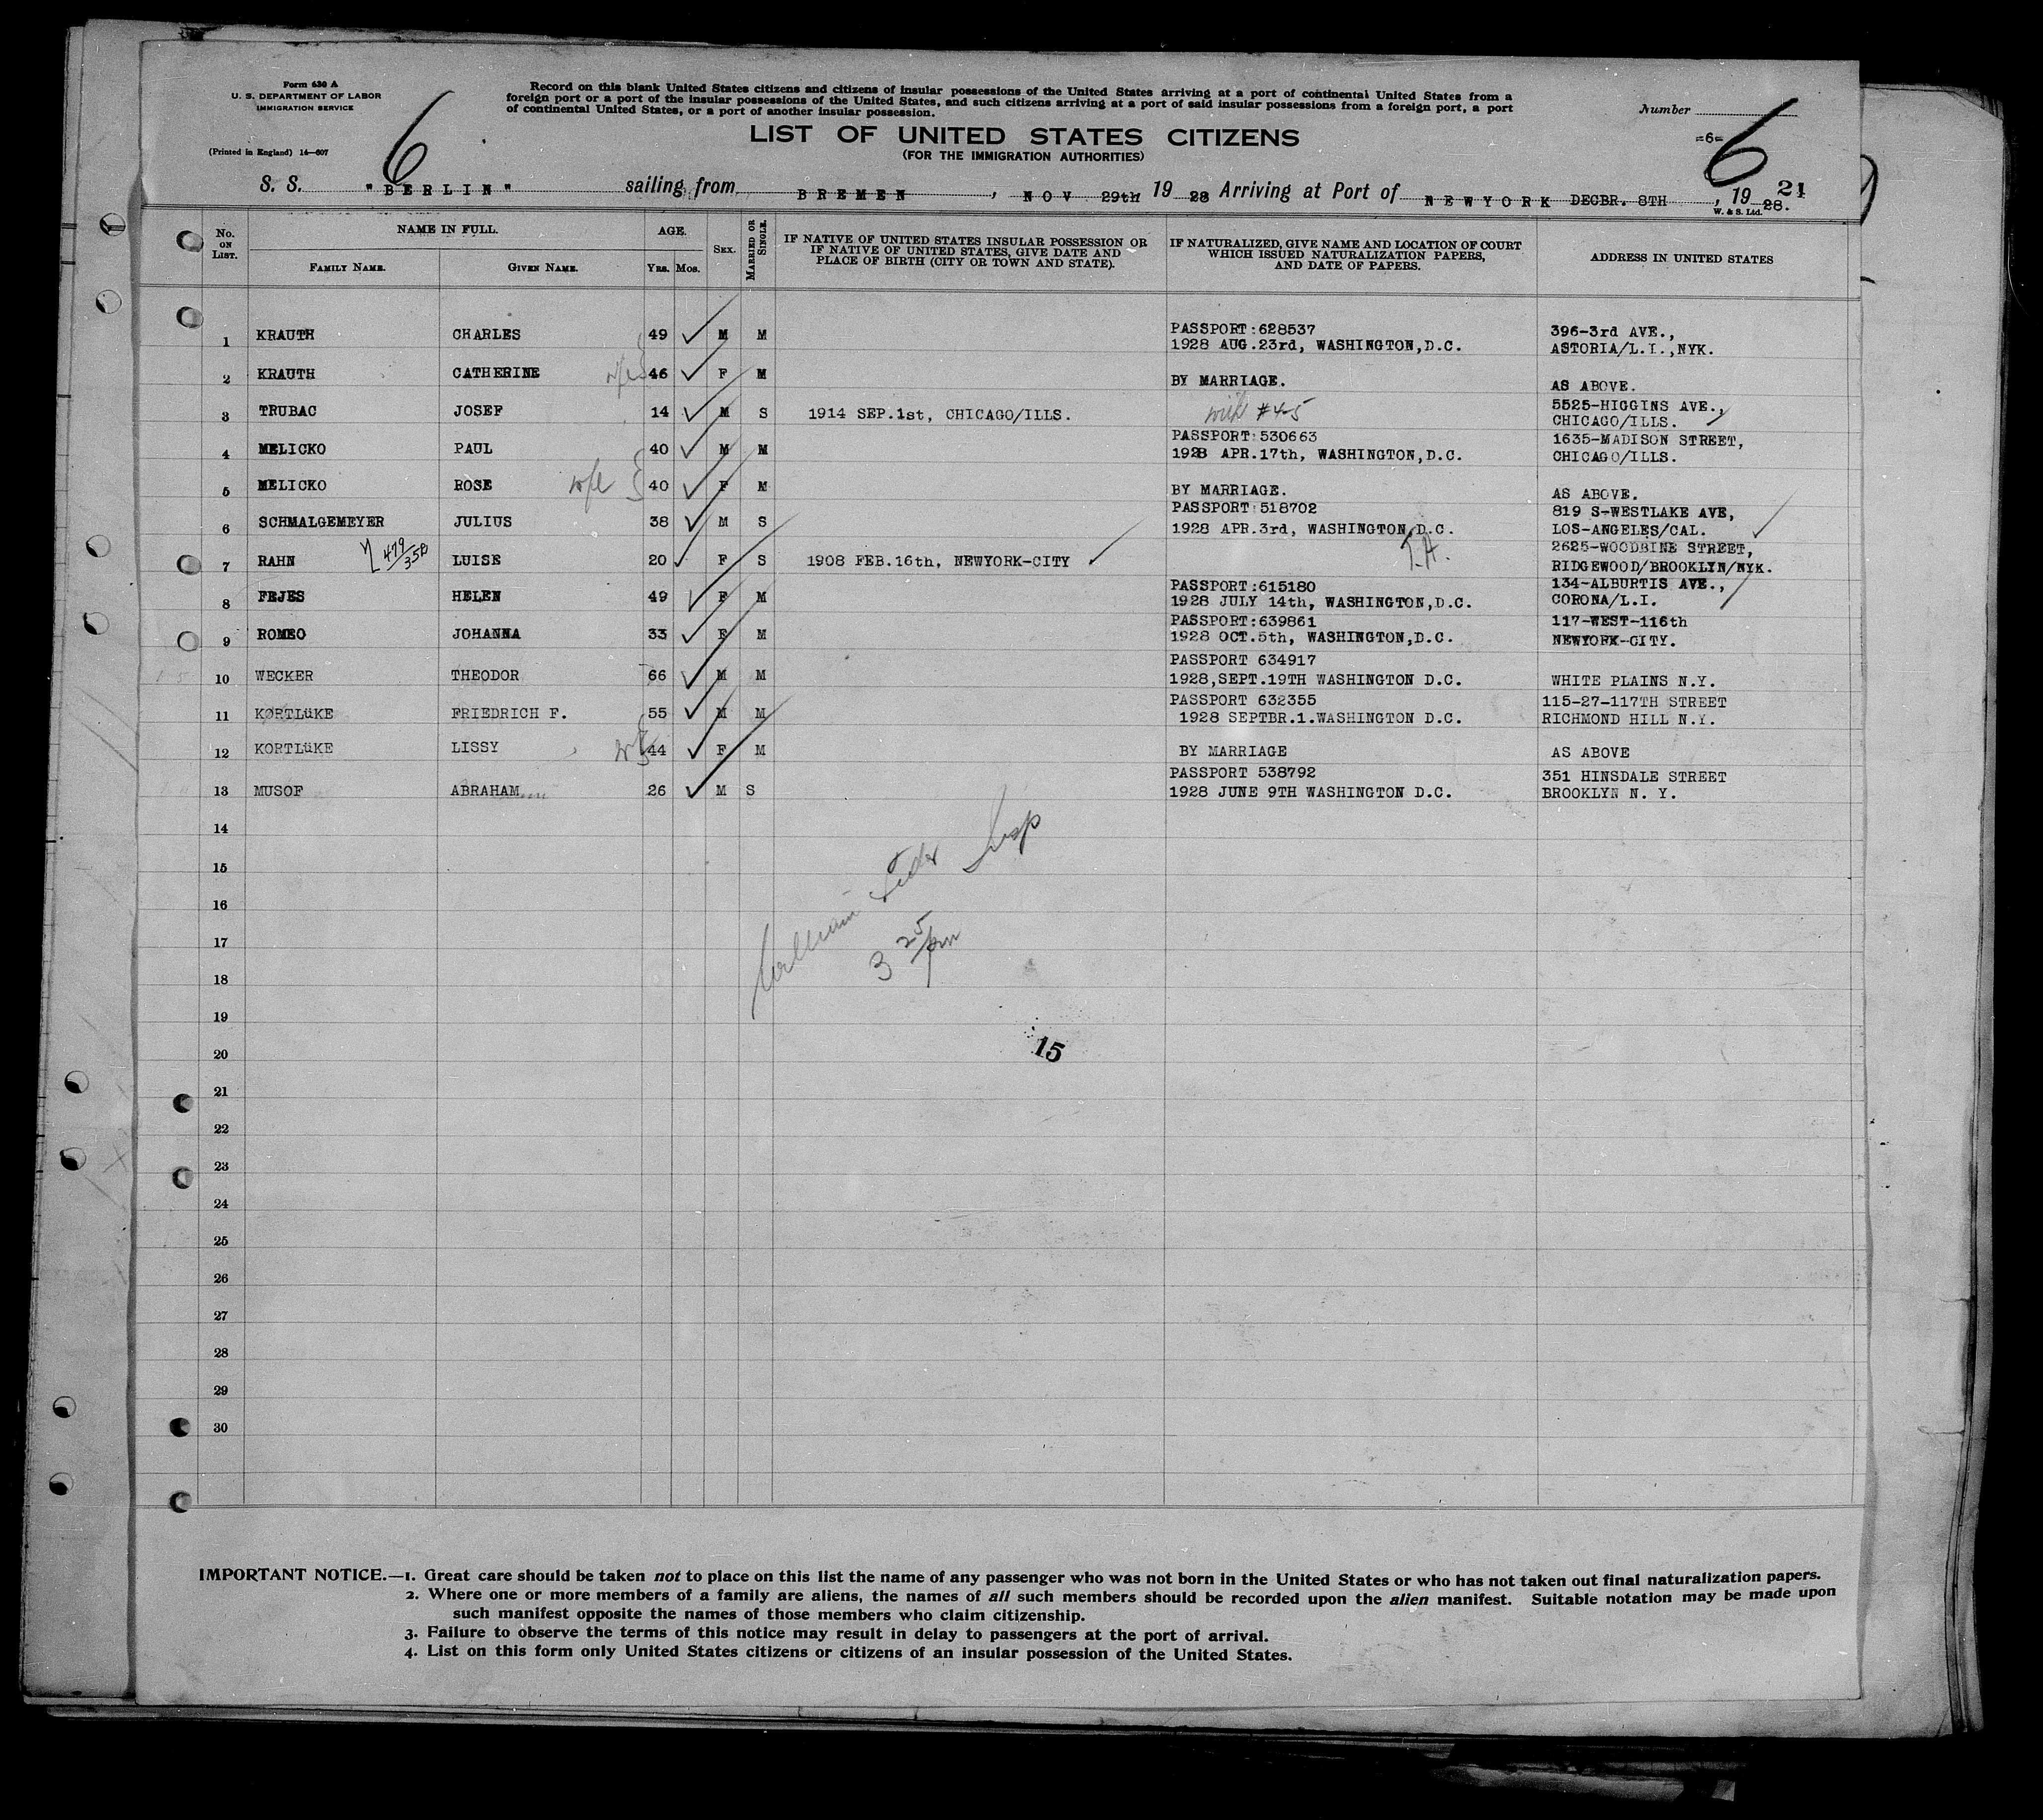 Form 630 A
U. S. DEPARTMENT OF LABOR
IMMIGRATION SERVICE
(Printed in England) 14—607
6
Record on this blank United States citizens and citizens of insular possessions of the United States arriving at a port of continental United States from a
foreign port or a port of the insular possessions of the United States, and such citizens arriving at a port of said insular possessions from a foreign port, a port
of continental United States, or a port of another insular possession.
Number
-6-
6
LIST OF UNITED STATES CITIZENS
(FOR THE IMMIGRATION AUTHORITIES)
S. S. "BERLIN" sailing from BREMEN, NOV 29th 19 28 Arriving at Port of NEWYORK DECBR. 8TH, 19 28.
21
W. & S. Ltd.
No. ON LIST. NAME IN FULL. FAMILY NAME. GIVEN NAME. AGE. YRS. MOS. SEX. MARRIED OR SINGLE. IF NATIVE OF UNITED STATES INSULAR POSSESSION OR IF NATIVE OF UNITED STATES, GIVE DATE AND PLACE OF BIRTH (CITY OR TOWN AND STATE). IF NATURALIZED, GIVE NAME AND LOCATION OF COURT WHICH ISSUED NATURALIZATION PAPERS, AND DATE OF PAPERS. ADDRESS IN UNITED STATES
1 KRAUTH CHARLES 49 M M PASSPORT:628537 396-3rd AVE.,
1928 AUG.23rd, WASHINGTON,D.C. ASTORIA/L.I.,NYK.
2 KRAUTH CATHERINE wife 46 F M BY MARRIAGE. AS ABOVE.
3 TRUBAC JOSEF 14 M S 1914 SEP.1st, CHICAGO/ILLS. with #4-5 5525-HIGGINS AVE.,
CHICAGO/ILLS.
4 MELICKO PAUL 40 M M PASSPORT:530663 1635-MADISON STREET,
1928 APR.17th, WASHINGTON,D.C. CHICAGO/ILLS.
5 MELICKO ROSE wfe 40 F M BY MARRIAGE. AS ABOVE.
6 SCHMALGEMEYER JULIUS 38 M S PASSPORT:518702 819 S-WESTLAKE AVE,
1928 APR.3rd, WASHINGTON,D.C. LOS-ANGELES/CAL.
7 RAHN 479/358 LUISE 20 F S 1908 FEB.16th, NEWYORK-CITY T.H. 2625-WOODBINE STREET,
RIDGEWOOD/BROOKLYN/NYK.
8 FEJES HELEN 49 F M PASSPORT:615180 134-ALBURTIS AVE.,
1928 JULY 14th, WASHINGTON,D.C. CORONA/L.I.
9 ROMEO JOHANNA 33 F M PASSPORT:639861 117-WEST-116th
1928 OCT.5th, WASHINGTON,D.C. NEWYORK-CITY.
10 WECKER THEODOR 66 M M PASSPORT 634917
1928,SEPT.19TH WASHINGTON D.C. WHITE PLAINS N.Y.
11 KORTLüKE FRIEDRICH F. 55 M M PASSPORT 632355 115-27-117TH STREET
1928 SEPTBR.1.WASHINGTON D.C. RICHMOND HILL N.Y.
12 KORTLüKE LISSY wf 44 F M BY MARRIAGE AS ABOVE
13 MUSOF ABRAHAM 26 M S PASSPORT 538792 351 HINSDALE STREET
1928 JUNE 9TH WASHINGTON D.C. BROOKLYN N. Y.
14
15
16
17
18
19
20
21
22
23
24
25
26
27
28
29
30
William Insp
3 25 pm
15
IMPORTANT NOTICE.—1. Great care should be taken not to place on this list the name of any passenger who was not born in the United States or who has not taken out final naturalization papers.
2. Where one or more members of a family are aliens, the names of all such members should be recorded upon the alien manifest. Suitable notation may be made upon
such manifest opposite the names of those members who claim citizenship.
3. Failure to observe the terms of this notice may result in delay to passengers at the port of arrival.
4. List on this form only United States citizens or citizens of an insular possession of the United States.